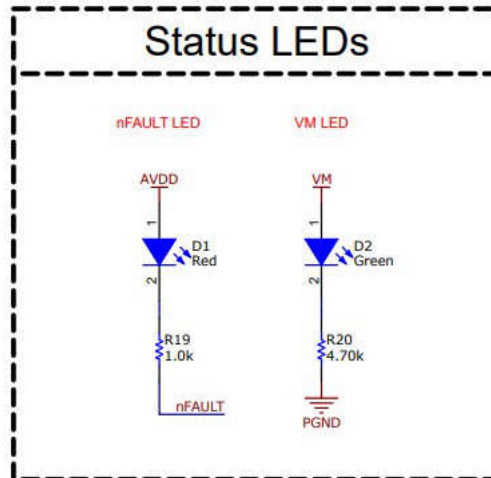 Status LEDs
nFAULT LED
VM LED
AVDD
VM
1
1
D1
Red
D2
Green
2
2
R19
1.0k
R20
4.70k
nFAULT
PGND